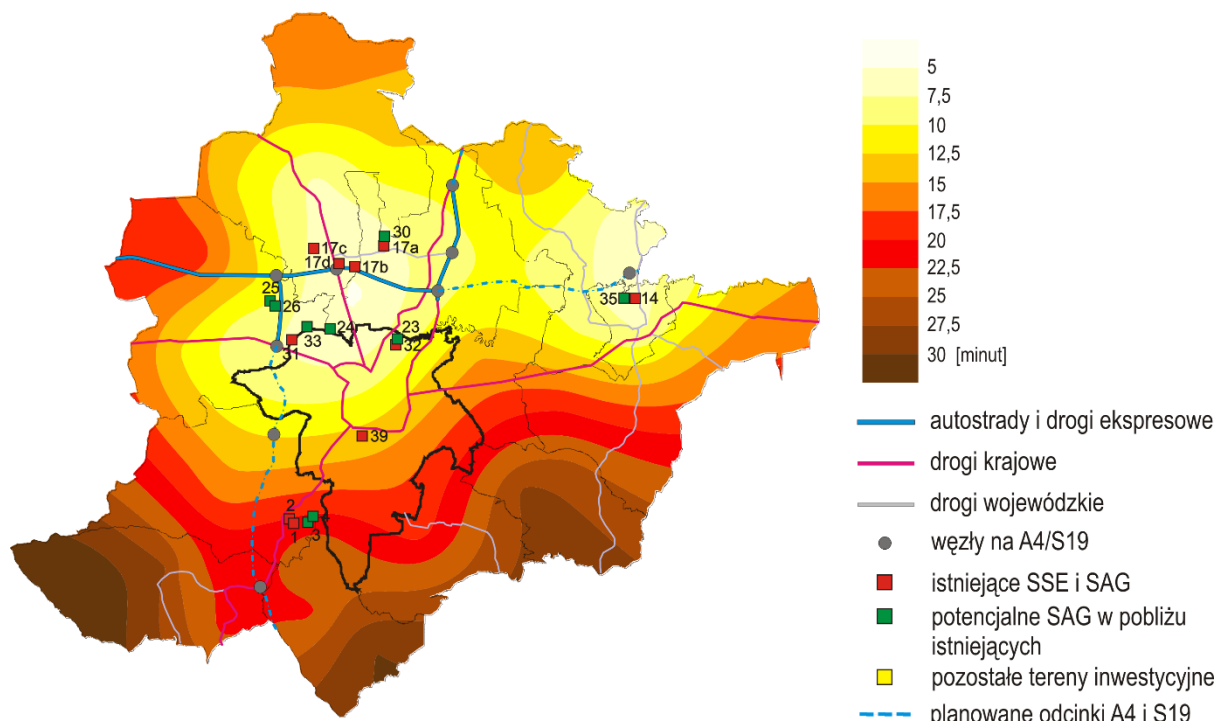 30
17c
17a
17d
17b
25
26
35
14
33
24
23
31
32
39
2
1
3
5
7,5
10
12,5
15
17,5
20
22,5
25
27,5
30 [minut]
autostrady i drogi ekspresowe
drogi krajowe
drogi wojewódzkie
węzły na A4/S19
istniejące SSE i SAG
potencjalne SAG w pobliżu
istniejących
pozostałe tereny inwestycyjne
planowane odcinki A4 i S19